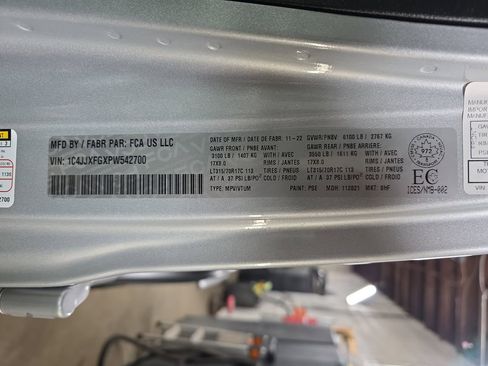 MFD BY / FABR PAR: FCA US LLC
VIN: 1C4JJXFGXPW542700
DATE OF MFR / DATE DE FABR: 11-22
GVWR/PNBV 6100 LB / 2767 KG
GAWR FRONT / PNBE AVANT:
3100 LB / 1407 KG WITH / AVEC
17X8.0 RIMS / JANTES
LT315/70R17C 113 TIRES / PNEUS
AT / A 37 PSI LB/PO² COLD / A FROID
GAWR REAR / PNBE ARRIERE:
3550 LB / 1611 KG WITH / AVEC
17X8.0 RIMS / JANTES
LT315/70R17C 113 TIRES / PNEUS
AT / A 37 PSI LB/PO² COLD / A FROID
TYPE: MPV/VTUM
PAINT: PSE
MDH: 112821
MKT: BHF
CANADA
972
EC
ICES/NMB-002